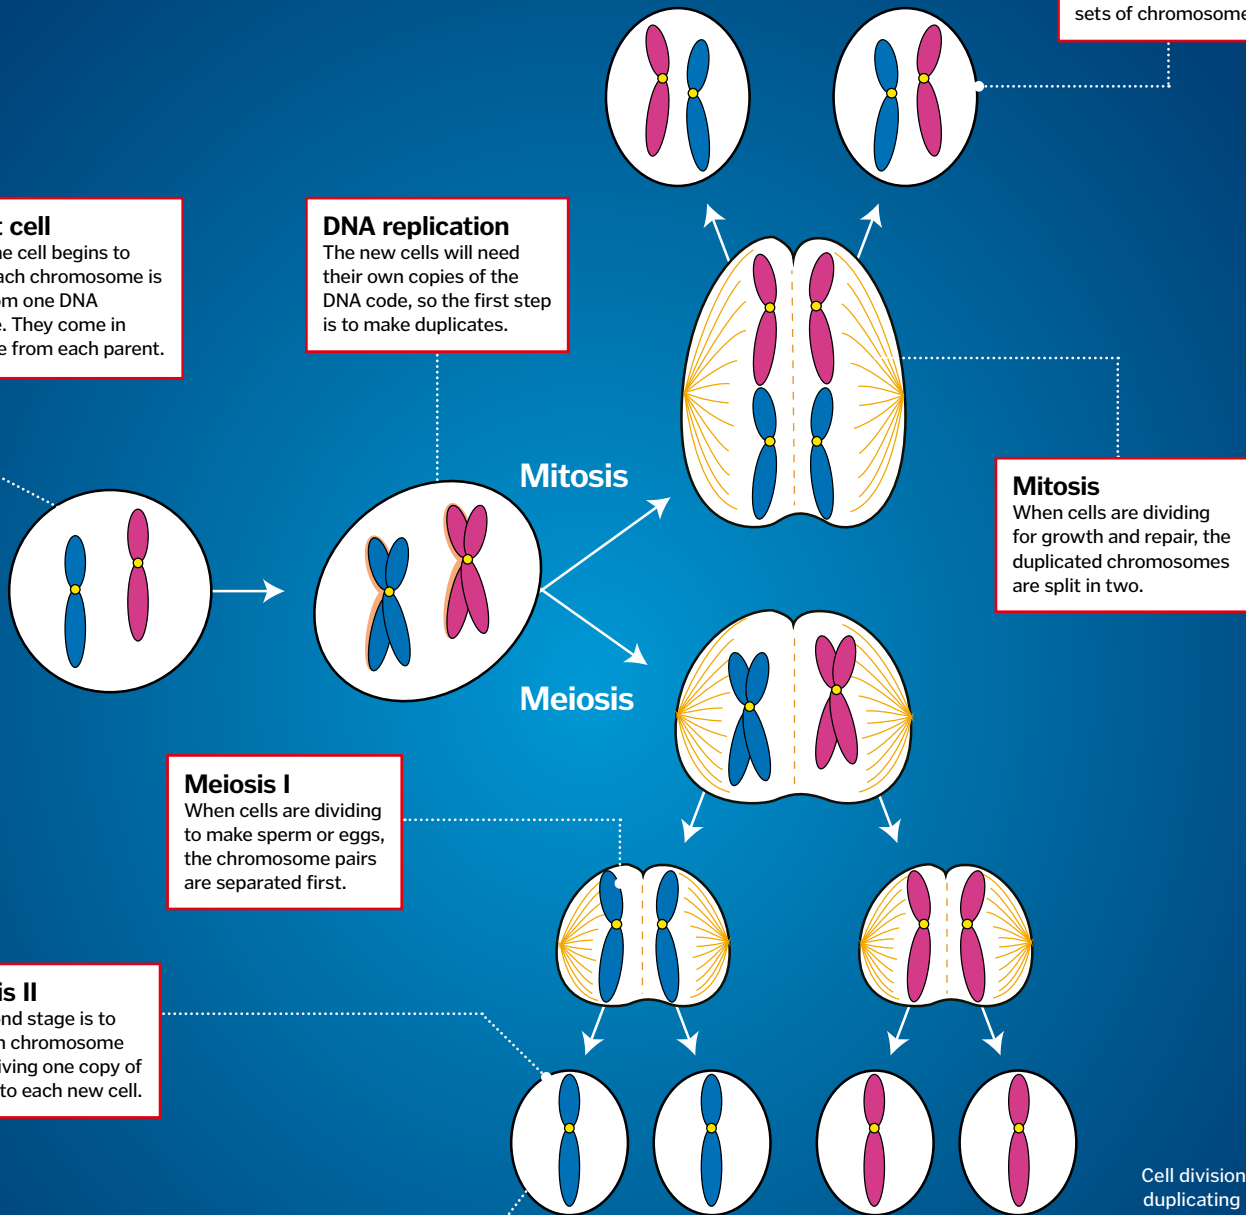 sets of chromosome
t cell
ne cell begins to
ach chromosome is
om one DNA
e. They come in
e from each parent.
DNA replication
The new cells will need
their own copies of the
DNA code, so the first step
is to make duplicates.
Mitosis
Mitosis
When cells are dividing
for growth and repair, the
duplicated chromosomes
are split in two.
Meiosis
Meiosis I
When cells are dividing
to make sperm or eggs,
the chromosome pairs
are separated first.
is II
ond stage is to
h chromosome
iving one copy of
to each new cell.
Cell division
duplicating